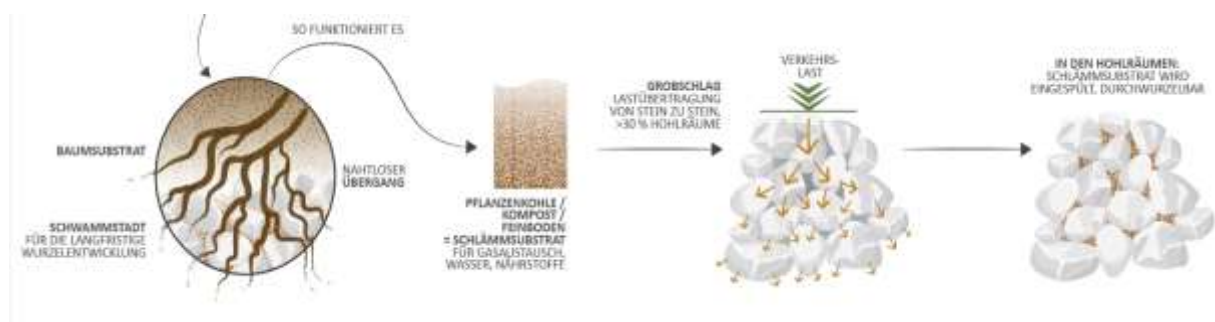 SO FUNKTIONIERT ES
BAUMSUBSTRAT
NAHTLOSER
ÜBERGANG
SCHWAMMSTADT
FÜR DIE LANGFRISTIGE
WURZELENTWICKLUNG
PFLANZENKOHLE /
KOMPOST /
FEINBODEN
= SCHLÄMMSUBSTRAT
FÜR GASAUSTAUSCH,
WASSER, NÄHRSTOFFE
GROBSCHLAG
LASTÜBERTRAGUNG
VON STEIN ZU STEIN,
>30 % HOHLRÄUME
VERKEHRS-
LAST
IN DEN HOHLRÄUMEN:
SCHLÄMMSUBSTRAT WIRD
EINGESPÜLT, DURCHWURZELBAR